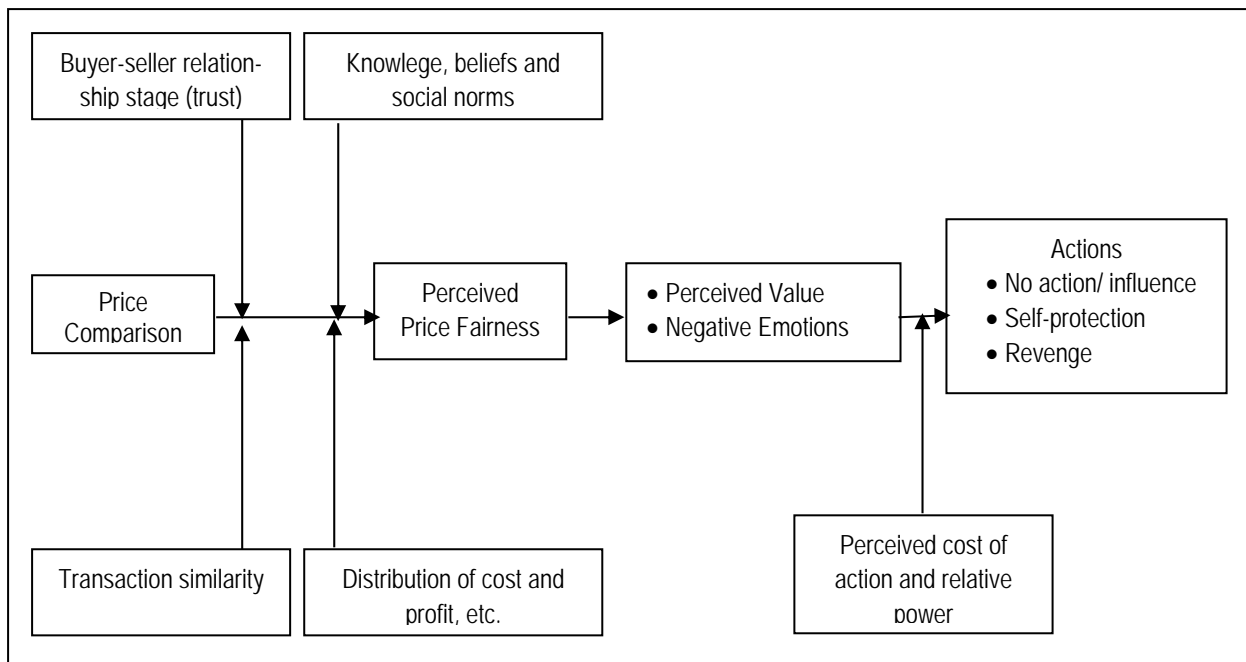 Buyer-seller relation-
ship stage (trust)
Knowlege, beliefs and
social norms
Price
Comparison
Perceived
Price Fairness
• Perceived Value
• Negative Emotions
Actions
• No action/ influence
• Self-protection
• Revenge
Transaction similarity
Distribution of cost and
profit, etc.
Perceived cost of
action and relative
power